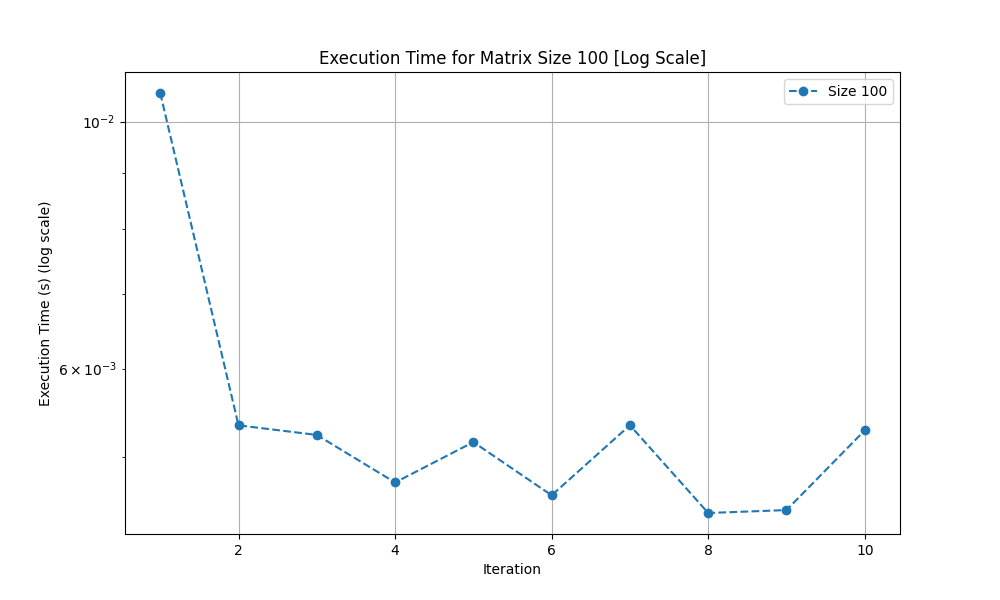 Execution Time for Matrix Size 100 [Log Scale]
Size 100
10⁻²
6 × 10⁻³
Execution Time (s) (log scale)
2 4 6 8 10
Iteration